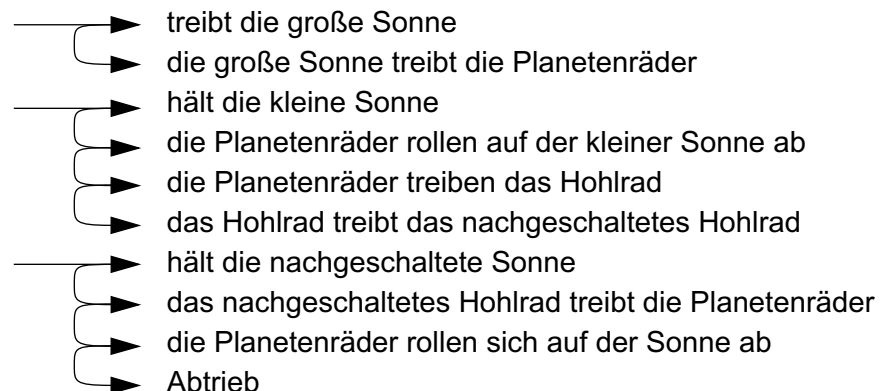 treibt die große Sonne
die große Sonne treibt die Planetenräder
hält die kleine Sonne
die Planetenräder rollen auf der kleiner Sonne ab
die Planetenräder treiben das Hohlrad
das Hohlrad treibt das nachgeschaltetes Hohlrad
hält die nachgeschaltete Sonne
das nachgeschaltetes Hohlrad treibt die Planetenräder
die Planetenräder rollen sich auf der Sonne ab
Abtrieb